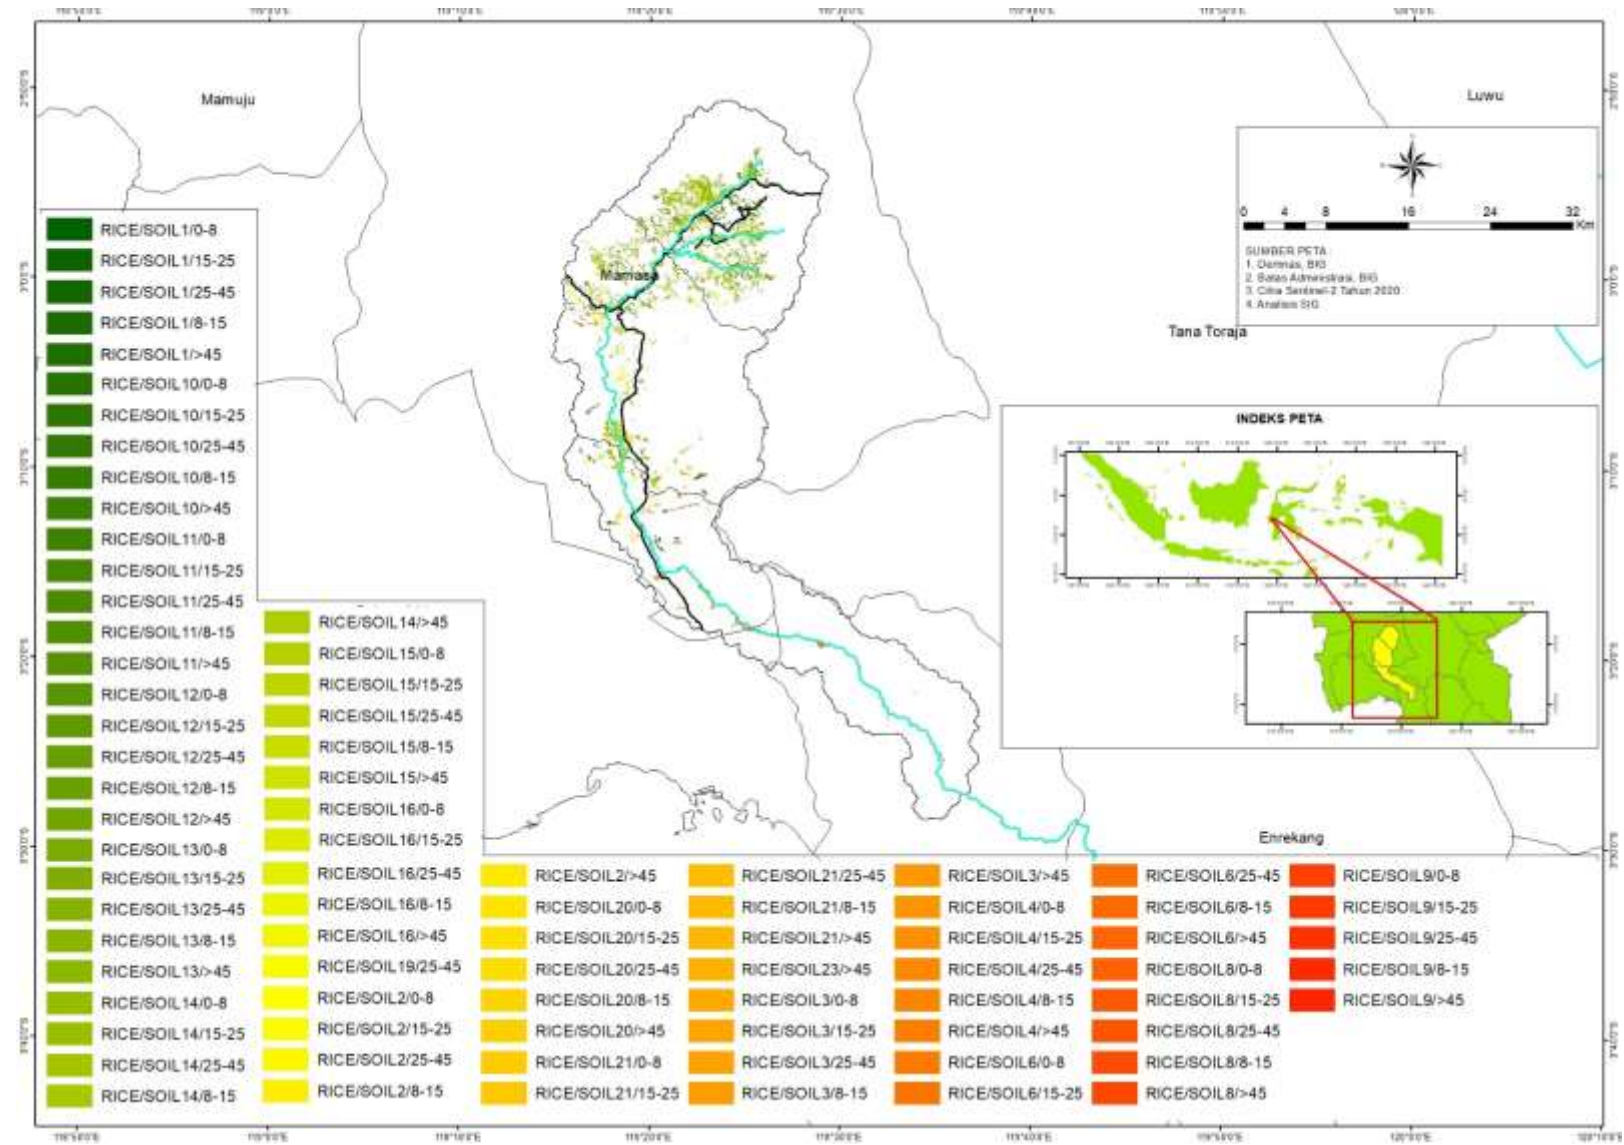 Mamuju
Luwu
Mamasa
Tana Toraja
Enrekang
0 4 8 16 24 32
Km
SUMBER PETA
1. Demnas, BIG
2. Batas Administrasi, BIG
3. Citra Sentinel-2 Tahun 2020
4. Analisis SIG
INDEKS PETA
RICE/SOIL1/0-8
RICE/SOIL1/15-25
RICE/SOIL1/25-45
RICE/SOIL1/8-15
RICE/SOIL1/>45
RICE/SOIL10/0-8
RICE/SOIL10/15-25
RICE/SOIL10/25-45
RICE/SOIL10/8-15
RICE/SOIL10/>45
RICE/SOIL11/0-8
RICE/SOIL11/15-25
RICE/SOIL11/25-45
RICE/SOIL11/8-15
RICE/SOIL11/>45
RICE/SOIL12/0-8
RICE/SOIL12/15-25
RICE/SOIL12/25-45
RICE/SOIL12/8-15
RICE/SOIL12/>45
RICE/SOIL13/0-8
RICE/SOIL13/15-25
RICE/SOIL13/25-45
RICE/SOIL13/8-15
RICE/SOIL13/>45
RICE/SOIL14/0-8
RICE/SOIL14/15-25
RICE/SOIL14/25-45
RICE/SOIL14/8-15
RICE/SOIL14/>45
RICE/SOIL15/0-8
RICE/SOIL15/15-25
RICE/SOIL15/25-45
RICE/SOIL15/8-15
RICE/SOIL15/>45
RICE/SOIL16/0-8
RICE/SOIL16/15-25
RICE/SOIL16/25-45
RICE/SOIL16/8-15
RICE/SOIL16/>45
RICE/SOIL19/25-45
RICE/SOIL2/0-8
RICE/SOIL2/15-25
RICE/SOIL2/25-45
RICE/SOIL2/8-15
RICE/SOIL2/>45
RICE/SOIL20/0-8
RICE/SOIL20/15-25
RICE/SOIL20/25-45
RICE/SOIL20/8-15
RICE/SOIL20/>45
RICE/SOIL21/0-8
RICE/SOIL21/15-25
RICE/SOIL21/25-45
RICE/SOIL21/8-15
RICE/SOIL21/>45
RICE/SOIL23/>45
RICE/SOIL3/0-8
RICE/SOIL3/15-25
RICE/SOIL3/25-45
RICE/SOIL3/8-15
RICE/SOIL3/>45
RICE/SOIL4/0-8
RICE/SOIL4/15-25
RICE/SOIL4/25-45
RICE/SOIL4/8-15
RICE/SOIL4/>45
RICE/SOIL6/0-8
RICE/SOIL6/15-25
RICE/SOIL6/25-45
RICE/SOIL6/8-15
RICE/SOIL6/>45
RICE/SOIL8/0-8
RICE/SOIL8/15-25
RICE/SOIL8/25-45
RICE/SOIL8/8-15
RICE/SOIL8/>45
RICE/SOIL9/0-8
RICE/SOIL9/15-25
RICE/SOIL9/25-45
RICE/SOIL9/8-15
RICE/SOIL9/>45